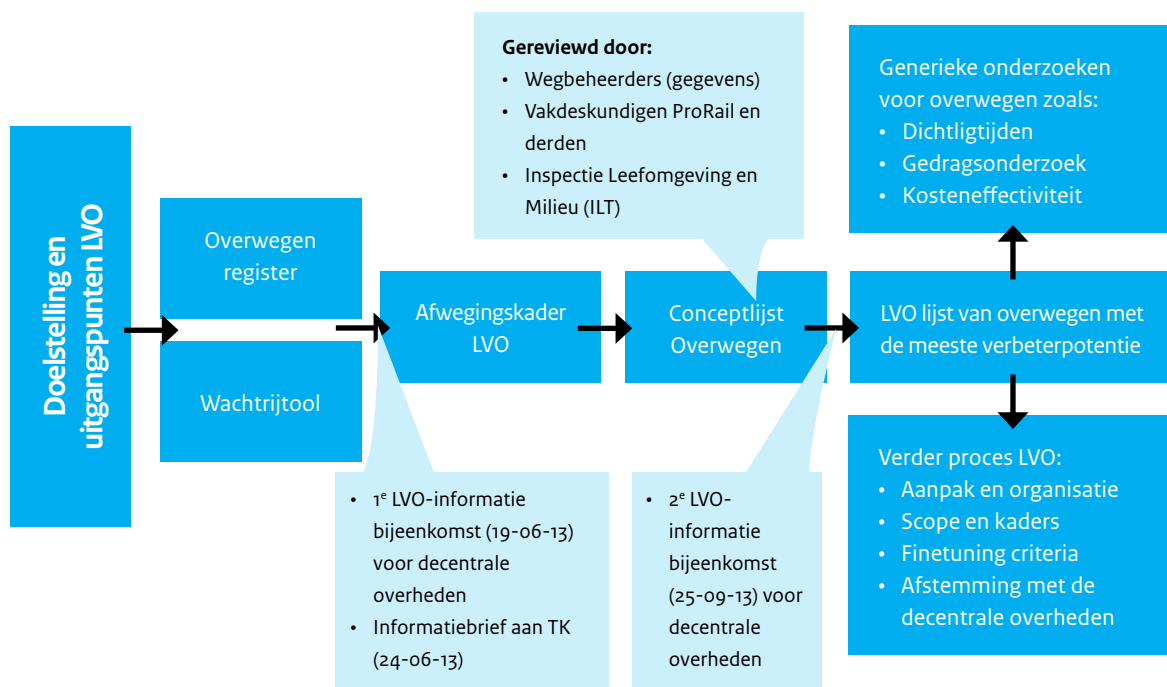 Doelstelling en
uitgangspunten LVO
Overwegen
register
Wachtrijtool
Afwegingskader
LVO
Gereviewd door:
• Wegbeheerders (gegevens)
• Vakdeskundigen ProRail en
derden
• Inspectie Leefomgeving en
Milieu (ILT)
Conceptlijst
Overwegen
• 1e LVO-informatie
bijeenkomst (19-06-13)
voor decentrale
overheden
• Informatiebrief aan TK
(24-06-13)
• 2e LVO-
informatie
bijeenkomst
(25-09-13) voor
decentrale
overheden
Generieke onderzoeken
voor overwegen zoals:
• Dichtligtijden
• Gedragsonderzoek
• Kosteneffectiviteit
LVO lijst van overwegen met
de meeste verbeterpotentie
Verder proces LVO:
• Aanpak en organisatie
• Scope en kaders
• Finetuning criteria
• Afstemming met de
decentrale overheden